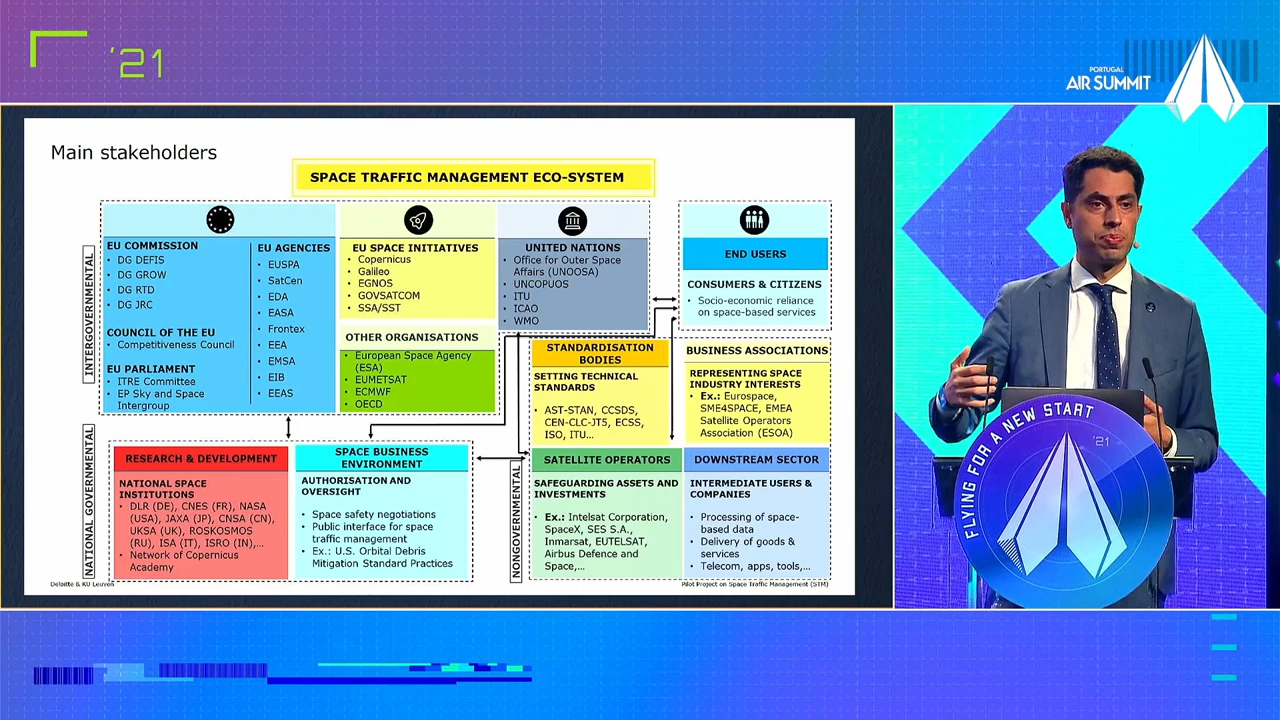 '21
PORTUGAL
AIR SUMMIT
Main stakeholders
SPACE TRAFFIC MANAGEMENT ECO-SYSTEM
INTERGOVERNMENTAL
EU COMMISSION
• DG DEFIS
• DG GROW
• DG RTD
• DG JRC
COUNCIL OF THE EU
• Competitiveness Council
EU PARLIAMENT
• ITRE Committee
• EP Sky and Space
Intergroup
EU AGENCIES
• EUSPA
• SatCen
• EDA
• EASA
• Frontex
• EEA
• EMSA
• EIB
• EEAS
EU SPACE INITIATIVES
• Copernicus
• Galileo
• EGNOS
• GOVSATCOM
• SSA/SST
OTHER ORGANISATIONS
• European Space Agency
(ESA)
• EUMETSAT
• ECMWF
• OECD
UNITED NATIONS
• Office for Outer Space
Affairs (UNOOSA)
• UNCOPUOS
• ITU
• ICAO
• WMO
END USERS
CONSUMERS & CITIZENS
• Socio-economic reliance
on space-based services
NATIONAL GOVERNMENTAL
RESEARCH & DEVELOPMENT
NATIONAL SPACE
INSTITUTIONS
• DLR (DE), CNES (FR), NASA
(USA), JAXA (JP), CNSA (CN),
UKSA (UK), ROSKOSMOS
(RU), ISA (IT), ISRO (IN),...
• Network of Copernicus
Academy
SPACE BUSINESS
ENVIRONMENT
AUTHORISATION AND
OVERSIGHT
• Space safety negotiations
• Public interface for space
traffic management
• Ex.: U.S. Orbital Debris
Mitigation Standard Practices
NONGOVERNMENTAL
STANDARDISATION
BODIES
SETTING TECHNICAL
STANDARDS
• AST-STAN, CCSDS,
CEN-CLC-JT5, ECSS,
ISO, ITU...
BUSINESS ASSOCIATIONS
REPRESENTING SPACE
INDUSTRY INTERESTS
• Ex.: Eurospace,
SME4SPACE, EMEA
Satellite Operators
Association (ESOA)
SATELLITE OPERATORS
SAFEGUARDING ASSETS AND
INVESTMENTS
• Ex.: Intelsat Corporation,
SpaceX, SES S.A.,
Inmarsat, EUTELSAT,
Airbus Defence and
Space,...
DOWNSTREAM SECTOR
INTERMEDIATE USERS &
COMPANIES
• Processing of space-
based data
• Delivery of goods &
services
• Telecom, apps, tools,...
Deloitte & KU Leuven
Pilot Project on Space Traffic Management (STM)
FLYING FOR A NEW START
'21